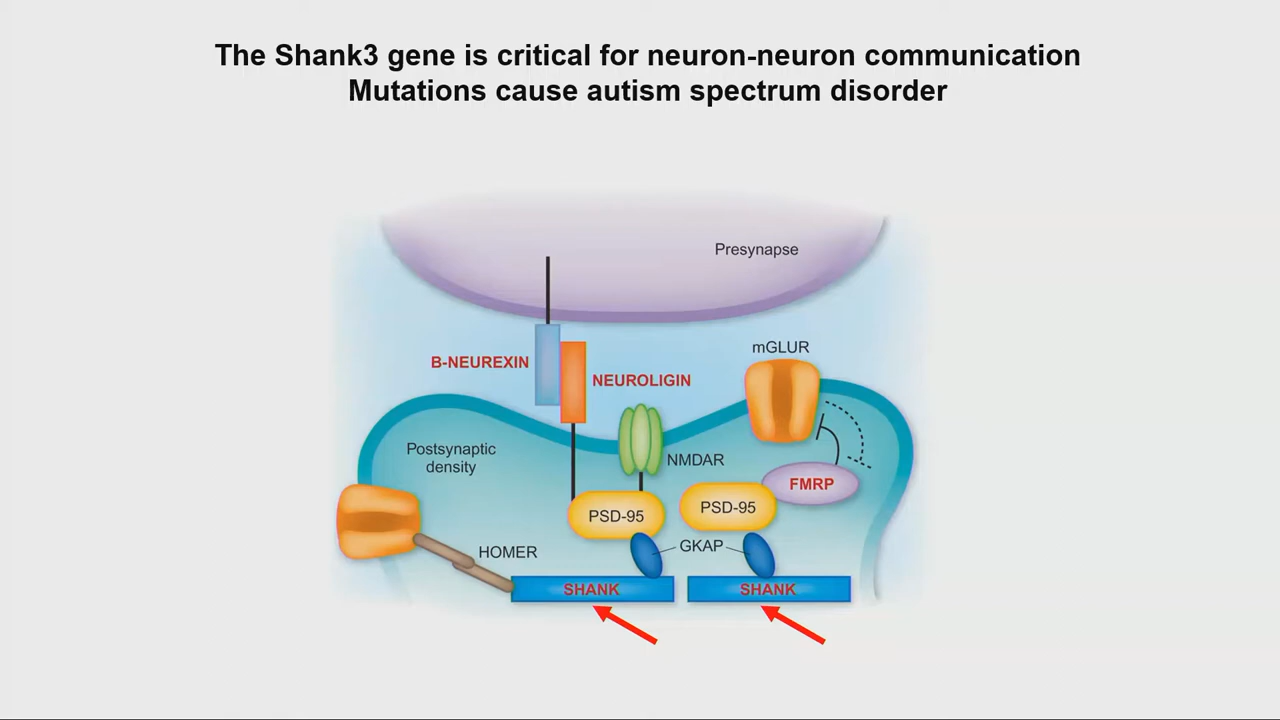 The Shank3 gene is critical for neuron-neuron communication
Mutations cause autism spectrum disorder
Presynapse
mGLUR
B-NEUREXIN
NEUROLIGIN
Postsynaptic
density
NMDAR
FMRP
PSD-95
PSD-95
HOMER
GKAP
SHANK
SHANK